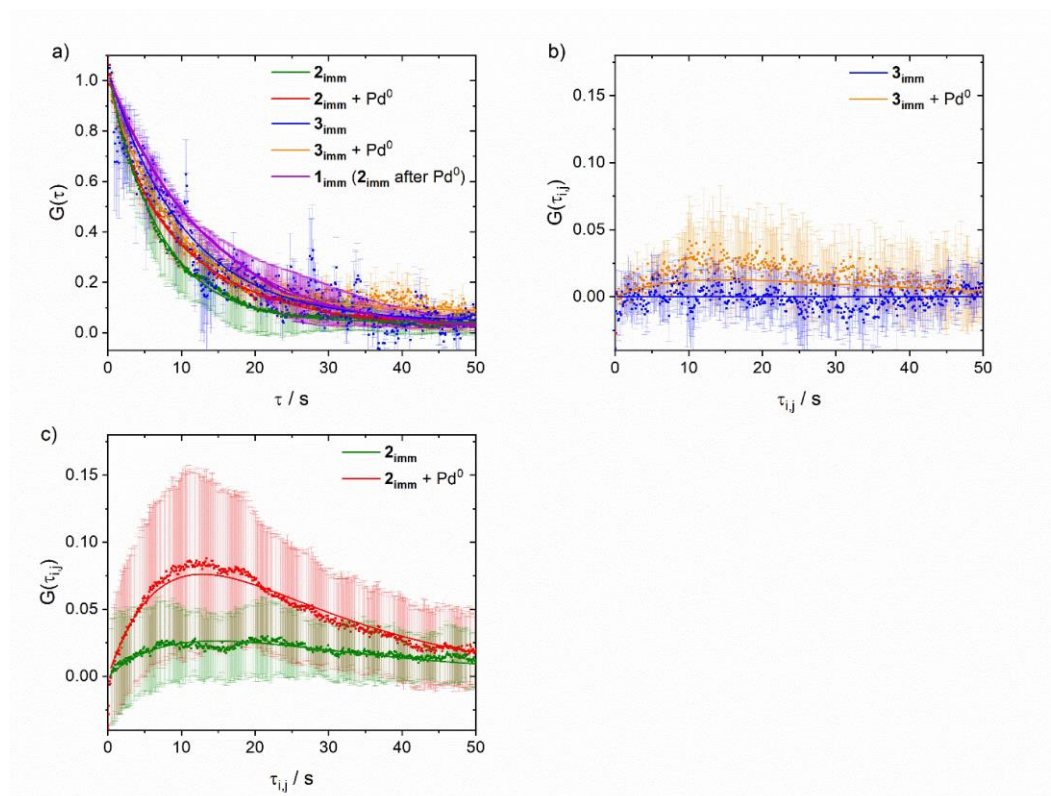 a)
2imm
2imm + Pd⁰
3imm
3imm + Pd⁰
1imm (2imm after Pd⁰)
G(τ)
1.0
0.8
0.6
0.4
0.2
0.0
0 10 20 30 40 50
τ / s
b)
3imm
3imm + Pd⁰
G(τi,j)
0.15
0.10
0.05
0.00
0 10 20 30 40 50
τi,j / s
c)
2imm
2imm + Pd⁰
G(τi,j)
0.15
0.10
0.05
0.00
0 10 20 30 40 50
τi,j / s